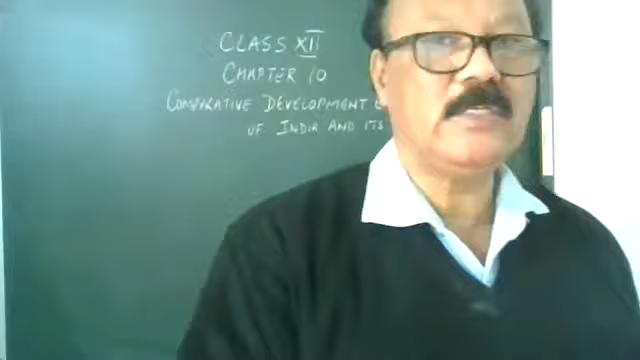 CLASS XII
CHAPTER 10
COMPARATIVE DEVELOPMENT
OF INDIA AND ITS